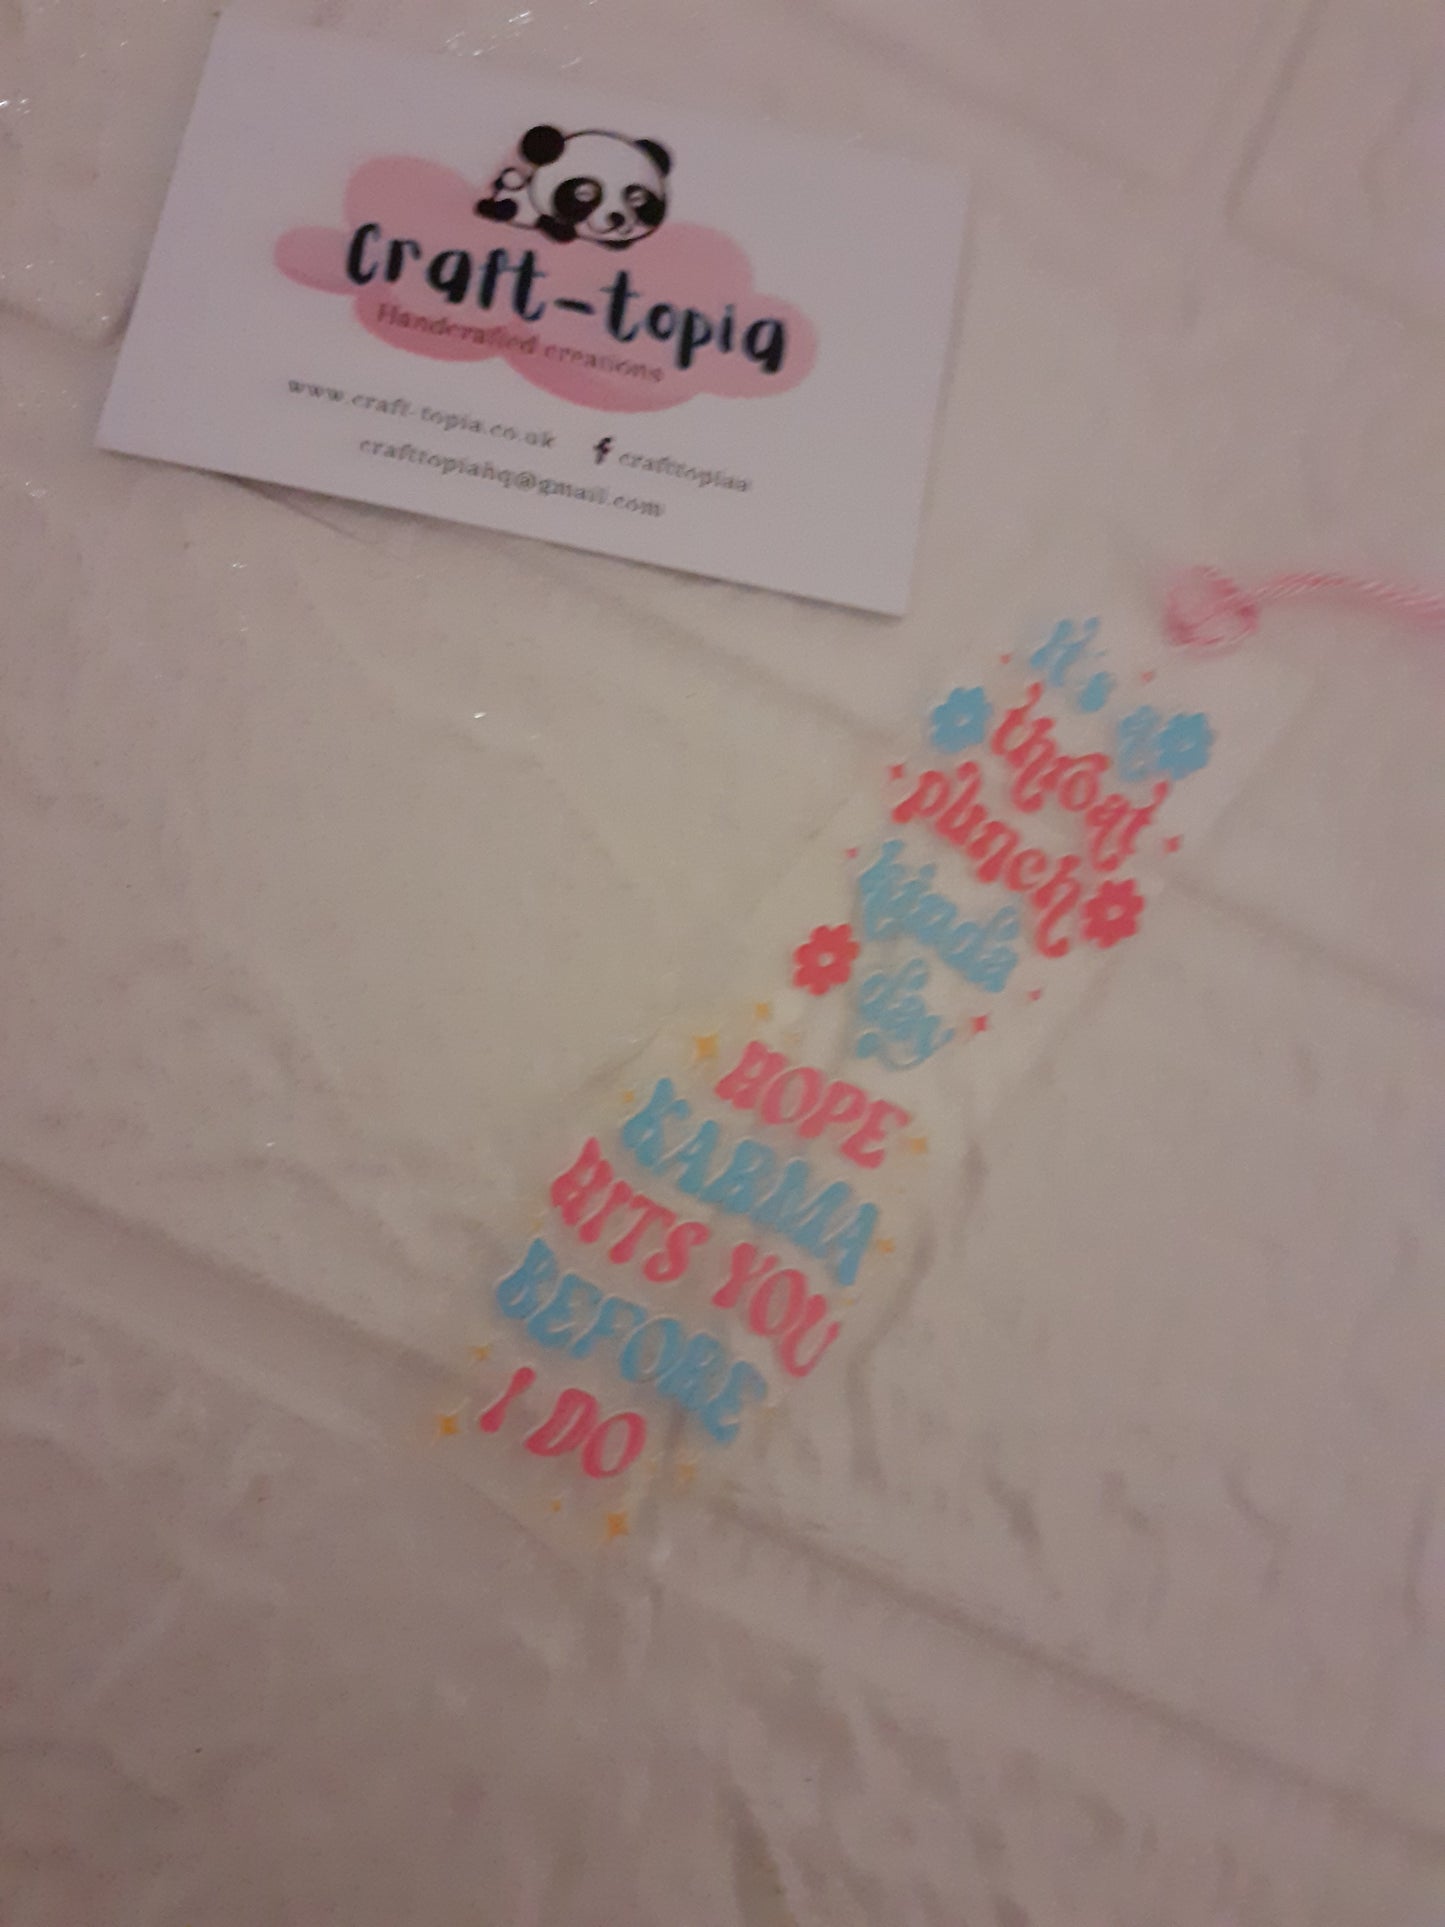 Craft-topia
Handcrafted creations
www.craft-topia.co.uk
crafttopiaa
crafttopiahq@gmail.com
it's a
throat
punch
kinda
day
HOPE
KARMA
HITS YOU
BEFORE
I DO